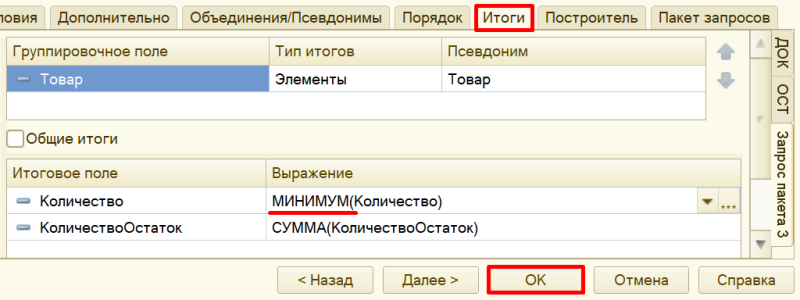 ловия Дополнительно Объединения/Псевдонимы Порядок Итоги Построитель Пакет запросов
Группировочное поле Тип итогов Псевдоним
Товар Элементы Товар
Общие итоги
Итоговое поле Выражение
Количество МИНИМУМ(Количество) ...
КоличествоОстаток СУММА(КоличествоОстаток)
ДОК
ОСТ
Запрос пакета 3
< Назад Далее > OK Отмена Справка